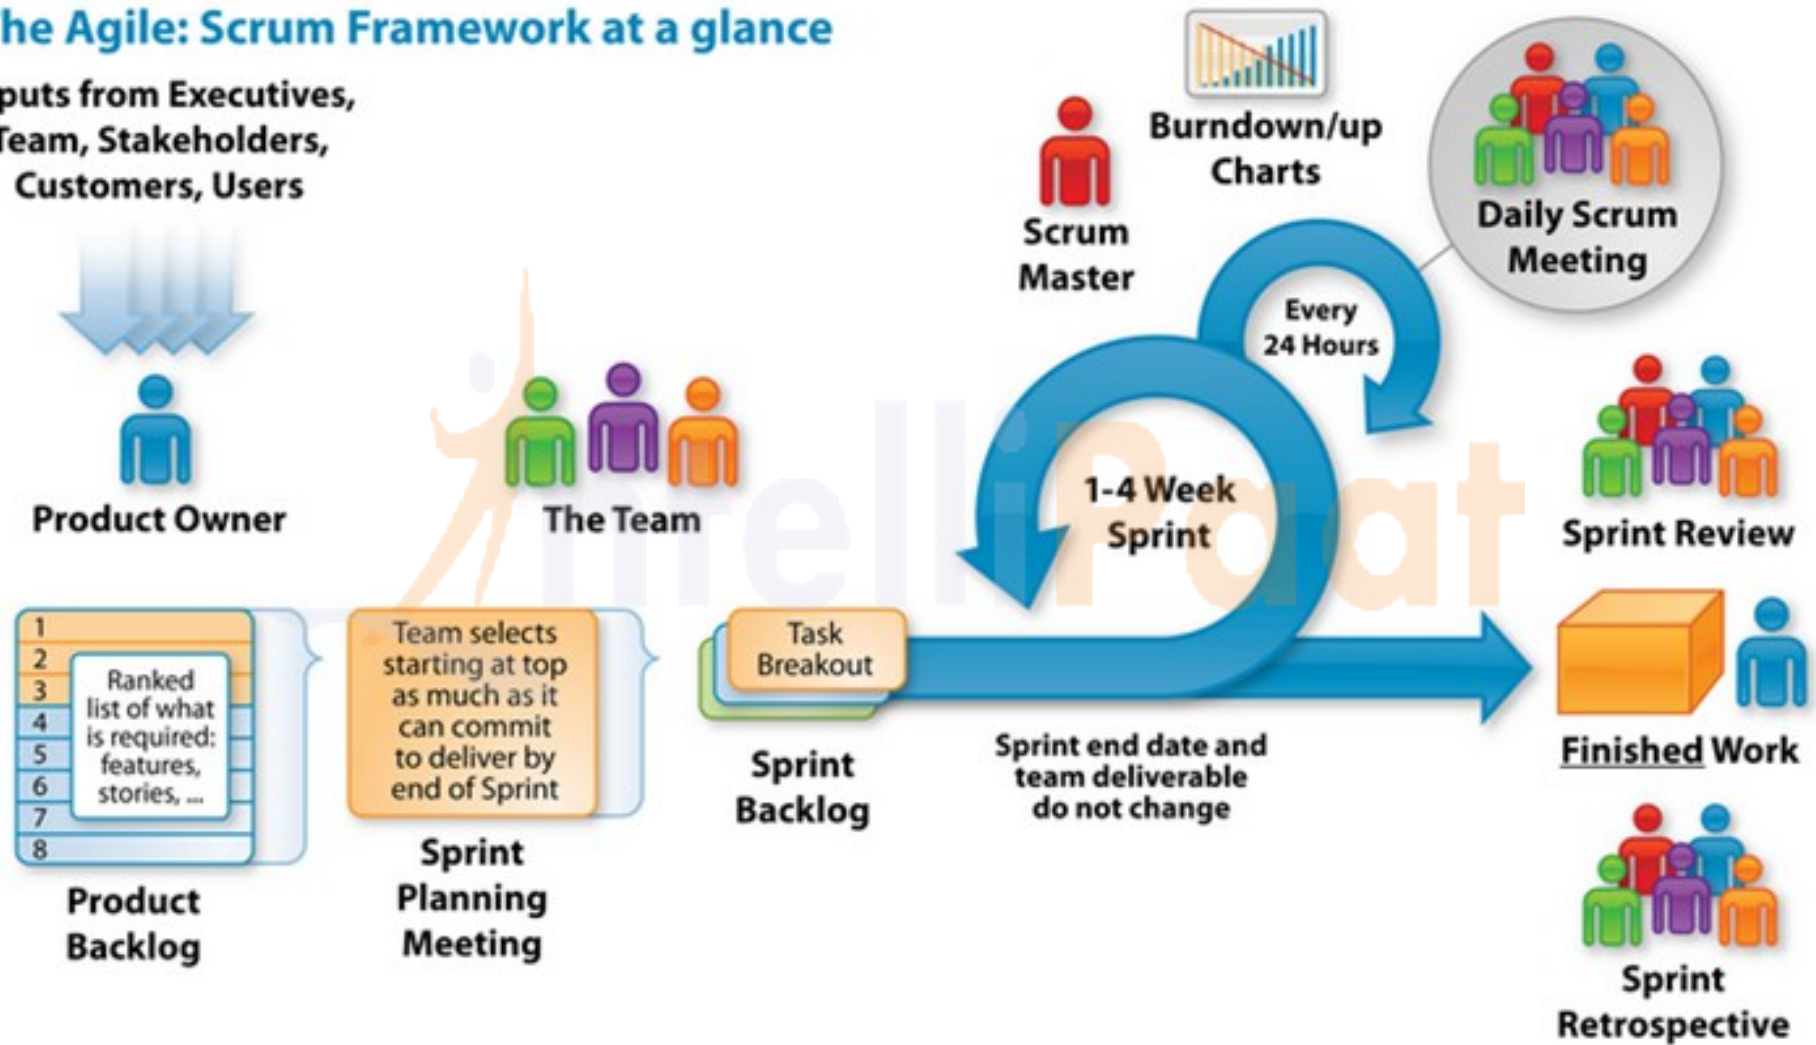 he Agile: Scrum Framework at a glance
puts from Executives,
Team, Stakeholders,
Customers, Users
Product Owner
The Team
Scrum
Master
Burndown/up
Charts
Daily Scrum
Meeting
Every
24 Hours
1-4 Week
Sprint
Sprint Review
1
2
3
4
5
6
7
8
Ranked
list of what
is required:
features,
stories, ...
Product
Backlog
Team selects
starting at top
as much as it
can commit
to deliver by
end of Sprint
Sprint
Planning
Meeting
Task
Breakout
Sprint
Backlog
Sprint end date and
team deliverable
do not change
Finished Work
Sprint
Retrospective
intelliPaat